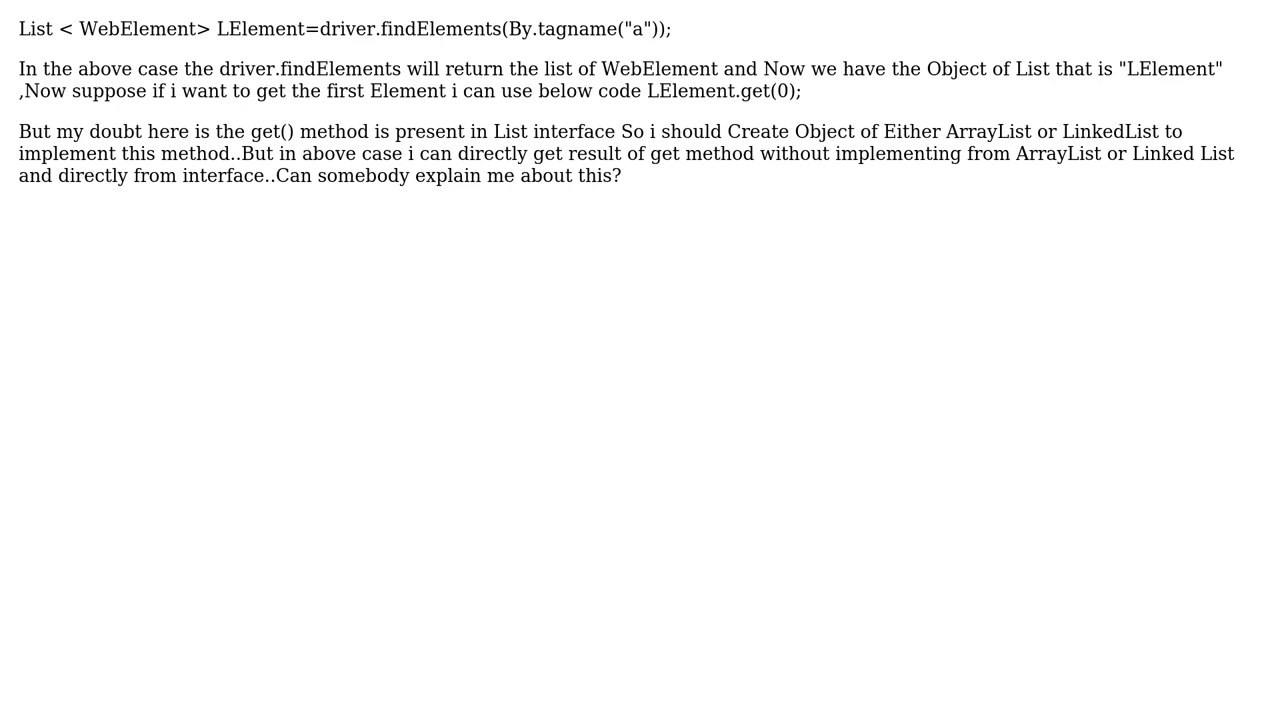 List < WebElement> LElement=driver.findElements(By.tagname("a"));
In the above case the driver.findElements will return the list of WebElement and Now we have the Object of List that is "LElement"
,Now suppose if i want to get the first Element i can use below code LElement.get(0);
But my doubt here is the get() method is present in List interface So i should Create Object of Either ArrayList or LinkedList to
implement this method..But in above case i can directly get result of get method without implementing from ArrayList or Linked List
and directly from interface..Can somebody explain me about this?